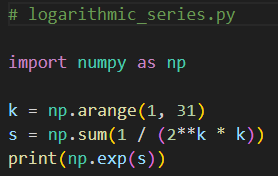 # logarithmic_series.py
import numpy as np
k = np.arange(1, 31)
s = np.sum(1 / (2**k * k))
print(np.exp(s))